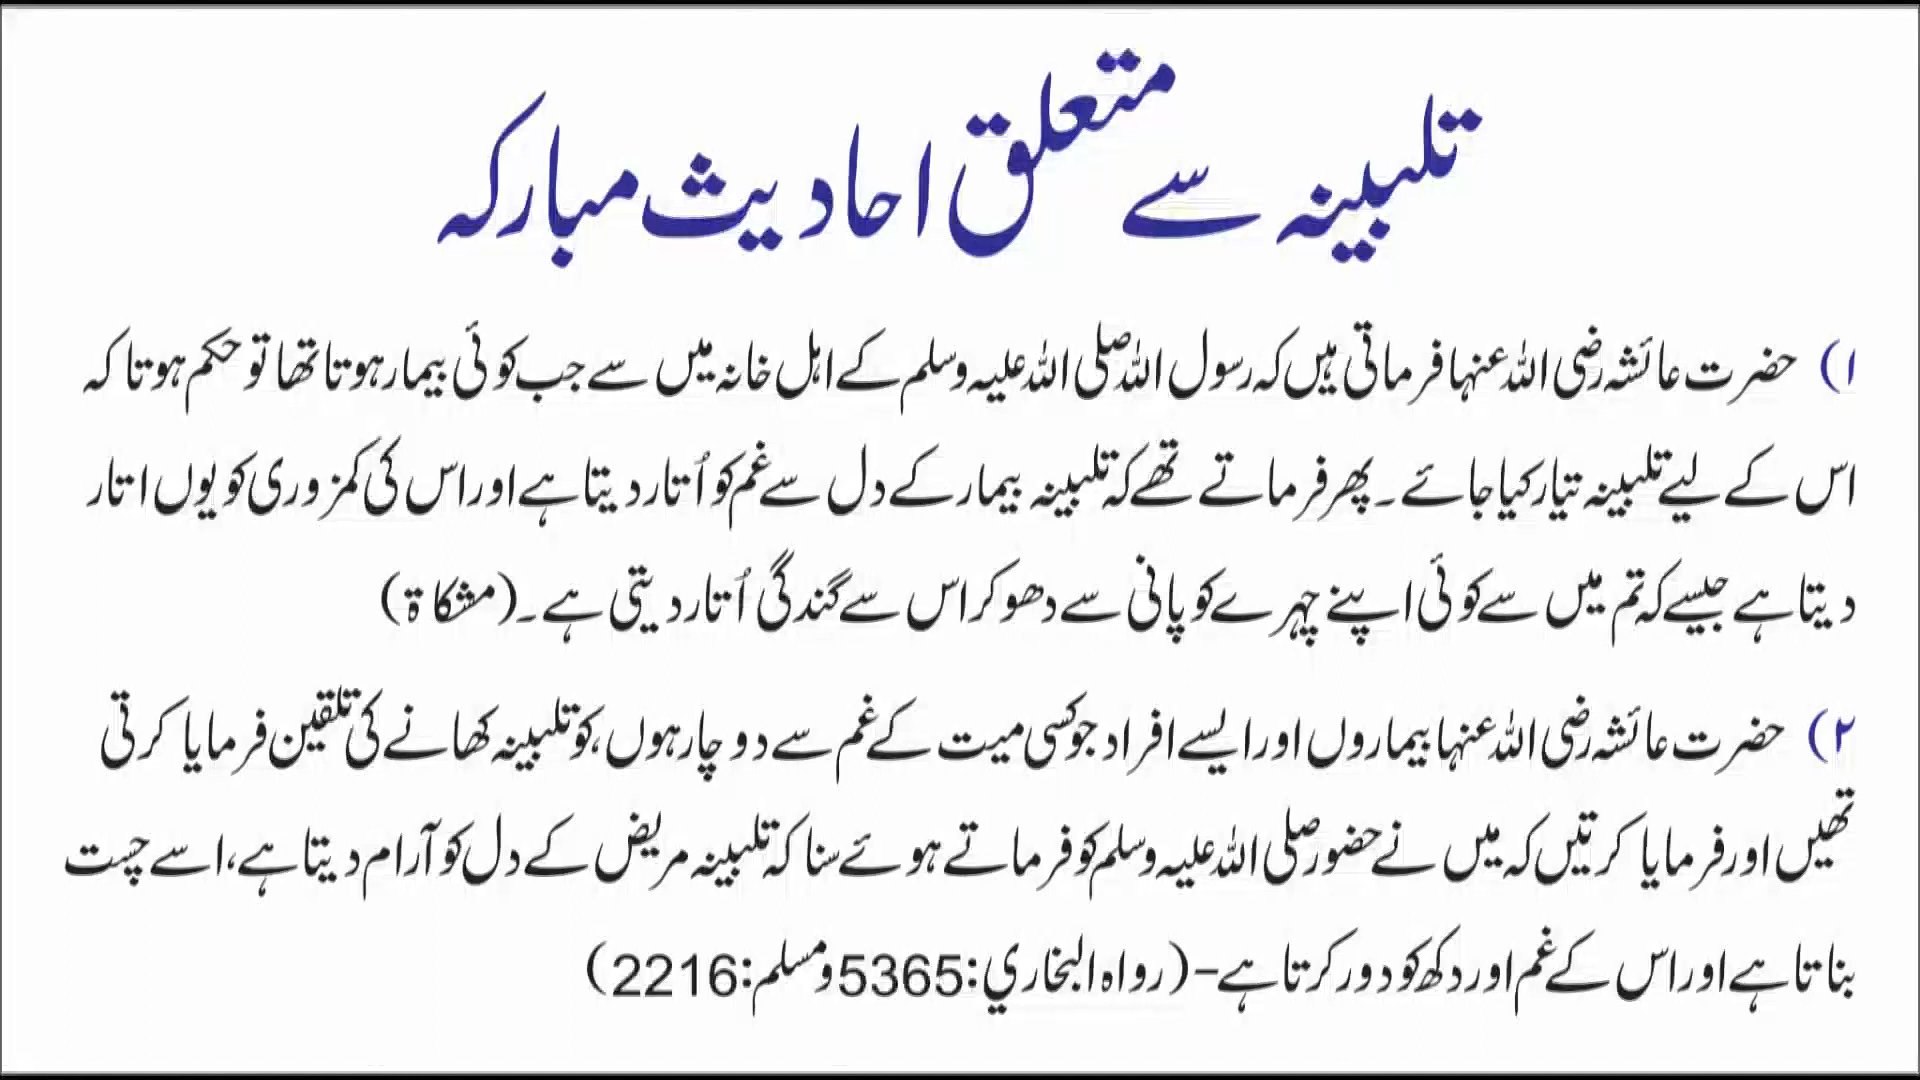 تلبینہ سے متعلق احادیث مبارکہ
۱) حضرت عائشہ رضی اللہ عنہا فرماتی ہیں کہ رسول اللہ صلی اللہ علیہ وسلم کے اہل خانہ میں سے جب کوئی بیمار ہوتا تھا تو حکم ہوتا کہ
اس کے لیے تلبینہ تیار کیا جائے۔ پھر فرماتے تھے کہ تلبینہ بیمار کے دل سے غم کو اُتار دیتا ہے اور اس کی کمزوری کو یوں اتار
دیتا ہے جیسے کہ تم میں سے کوئی اپنے چہرے کو پانی سے دھو کر اس سے گندگی اُتار دیتی ہے۔ (مشکاۃ)
۲) حضرت عائشہ رضی اللہ عنہا بیماروں اور ایسے افراد جو کسی میت کے غم سے دوچار ہوں، کو تلبینہ کھانے کی تلقین فرمایا کرتی
تھیں اور فرمایا کرتیں کہ میں نے حضور صلی اللہ علیہ وسلم کو فرماتے ہوئے سنا کہ تلبینہ مریض کے دل کو آرام دیتا ہے، اسے چست
بناتا ہے اور اس کے غم اور دکھ کو دور کرتا ہے- (رواہ البخاري:5365 و مسلم:2216)